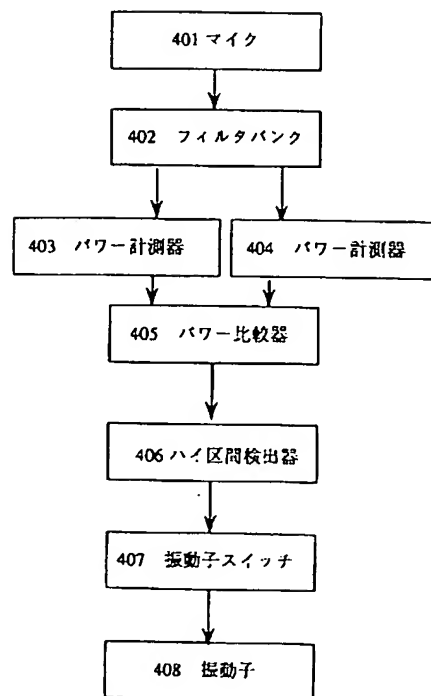 401 マイク
402 フィルタバンク
403 パワー計測器
404 パワー計測器
405 パワー比較器
406 ハイ区間検出器
407 振動子スイッチ
408 振動子